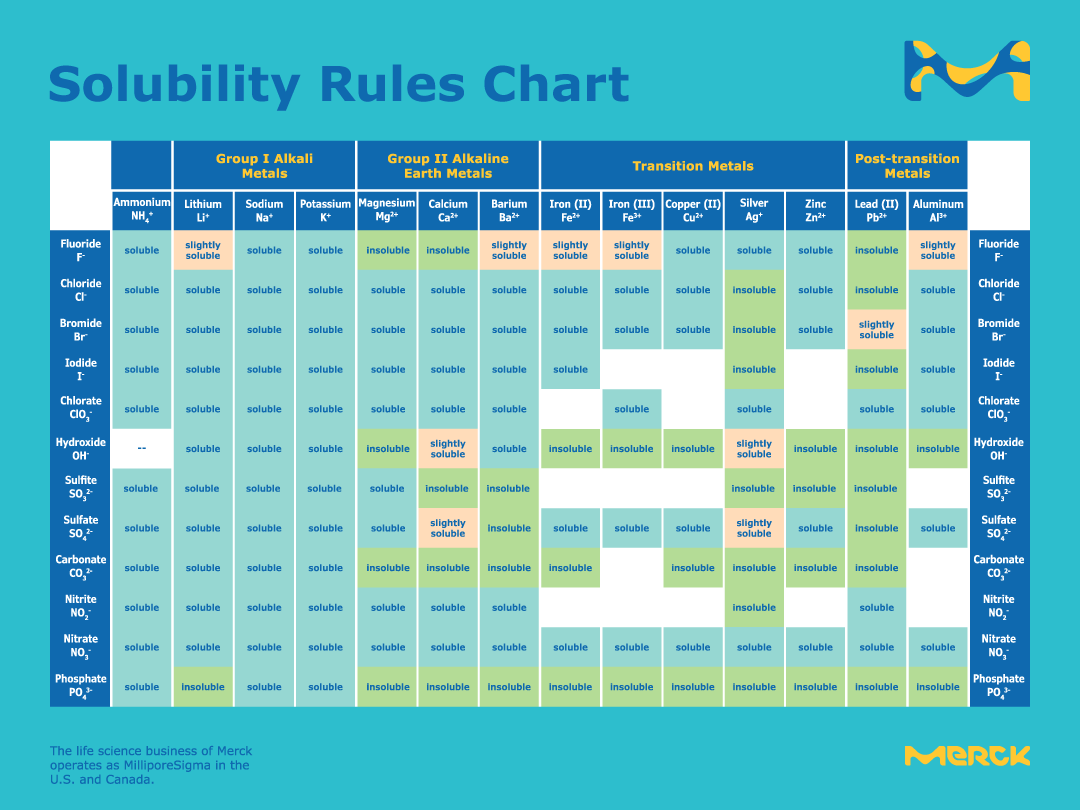 Solubility Rules Chart
Group I Alkali
Metals
Group II Alkaline
Earth Metals
Transition Metals
Post-transition
Metals
Ammonium NH₄⁺ Lithium Li⁺ Sodium Na⁺ Potassium K⁺ Magnesium Mg²⁺ Calcium Ca²⁺ Barium Ba²⁺ Iron (II) Fe²⁺ Iron (III) Fe³⁺ Copper (II) Cu²⁺ Silver Ag⁺ Zinc Zn²⁺ Lead (II) Pb²⁺ Aluminum Al³⁺
Fluoride F⁻ soluble slightly soluble soluble soluble insoluble insoluble slightly soluble slightly soluble slightly soluble soluble soluble soluble insoluble slightly soluble Fluoride F⁻
Chloride Cl⁻ soluble soluble soluble soluble soluble soluble soluble soluble soluble soluble insoluble soluble insoluble soluble Chloride Cl⁻
Bromide Br⁻ soluble soluble soluble soluble soluble soluble soluble soluble soluble soluble insoluble soluble slightly soluble soluble Bromide Br⁻
Iodide I⁻ soluble soluble soluble soluble soluble soluble soluble soluble insoluble insoluble soluble Iodide I⁻
Chlorate ClO₃⁻ soluble soluble soluble soluble soluble soluble soluble soluble soluble soluble soluble Chlorate ClO₃⁻
Hydroxide OH⁻ -- soluble soluble soluble insoluble slightly soluble soluble insoluble insoluble insoluble slightly soluble insoluble insoluble insoluble Hydroxide OH⁻
Sulfite SO₃²⁻ soluble soluble soluble soluble soluble insoluble insoluble insoluble insoluble insoluble Sulfite SO₃²⁻
Sulfate SO₄²⁻ soluble soluble soluble soluble soluble slightly soluble insoluble soluble soluble soluble slightly soluble soluble insoluble soluble Sulfate SO₄²⁻
Carbonate CO₃²⁻ soluble soluble soluble soluble insoluble insoluble insoluble insoluble insoluble insoluble insoluble insoluble Carbonate CO₃²⁻
Nitrite NO₂⁻ soluble soluble soluble soluble soluble soluble soluble insoluble soluble Nitrite NO₂⁻
Nitrate NO₃⁻ soluble soluble soluble soluble soluble soluble soluble soluble soluble soluble soluble soluble soluble soluble Nitrate NO₃⁻
Phosphate PO₄³⁻ soluble insoluble soluble soluble insoluble insoluble insoluble insoluble insoluble insoluble insoluble insoluble insoluble insoluble Phosphate PO₄³⁻
The life science business of Merck
operates as MilliporeSigma in the
U.S. and Canada.
MERCK